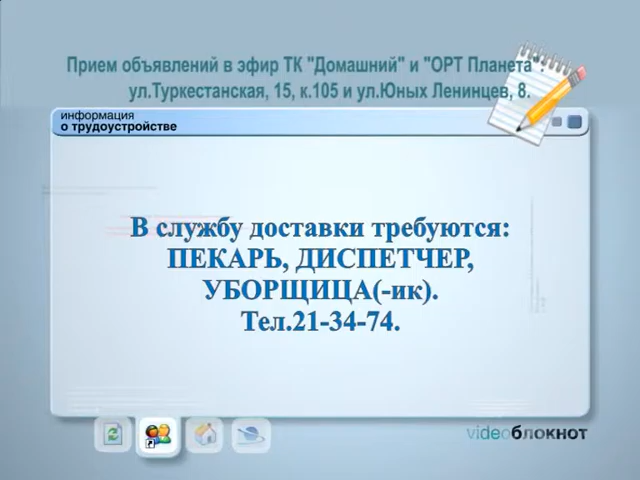 Прием объявлений в эфир ТК "Домашний" и "ОРТ Планета":
ул.Туркестанская, 15, к.105 и ул.Юных Ленинцев, 8.
информация
о трудоустройстве
В службу доставки требуются:
ПЕКАРЬ, ДИСПЕТЧЕР,
УБОРЩИЦА(-ик).
Тел.21-34-74.
videoблокнот